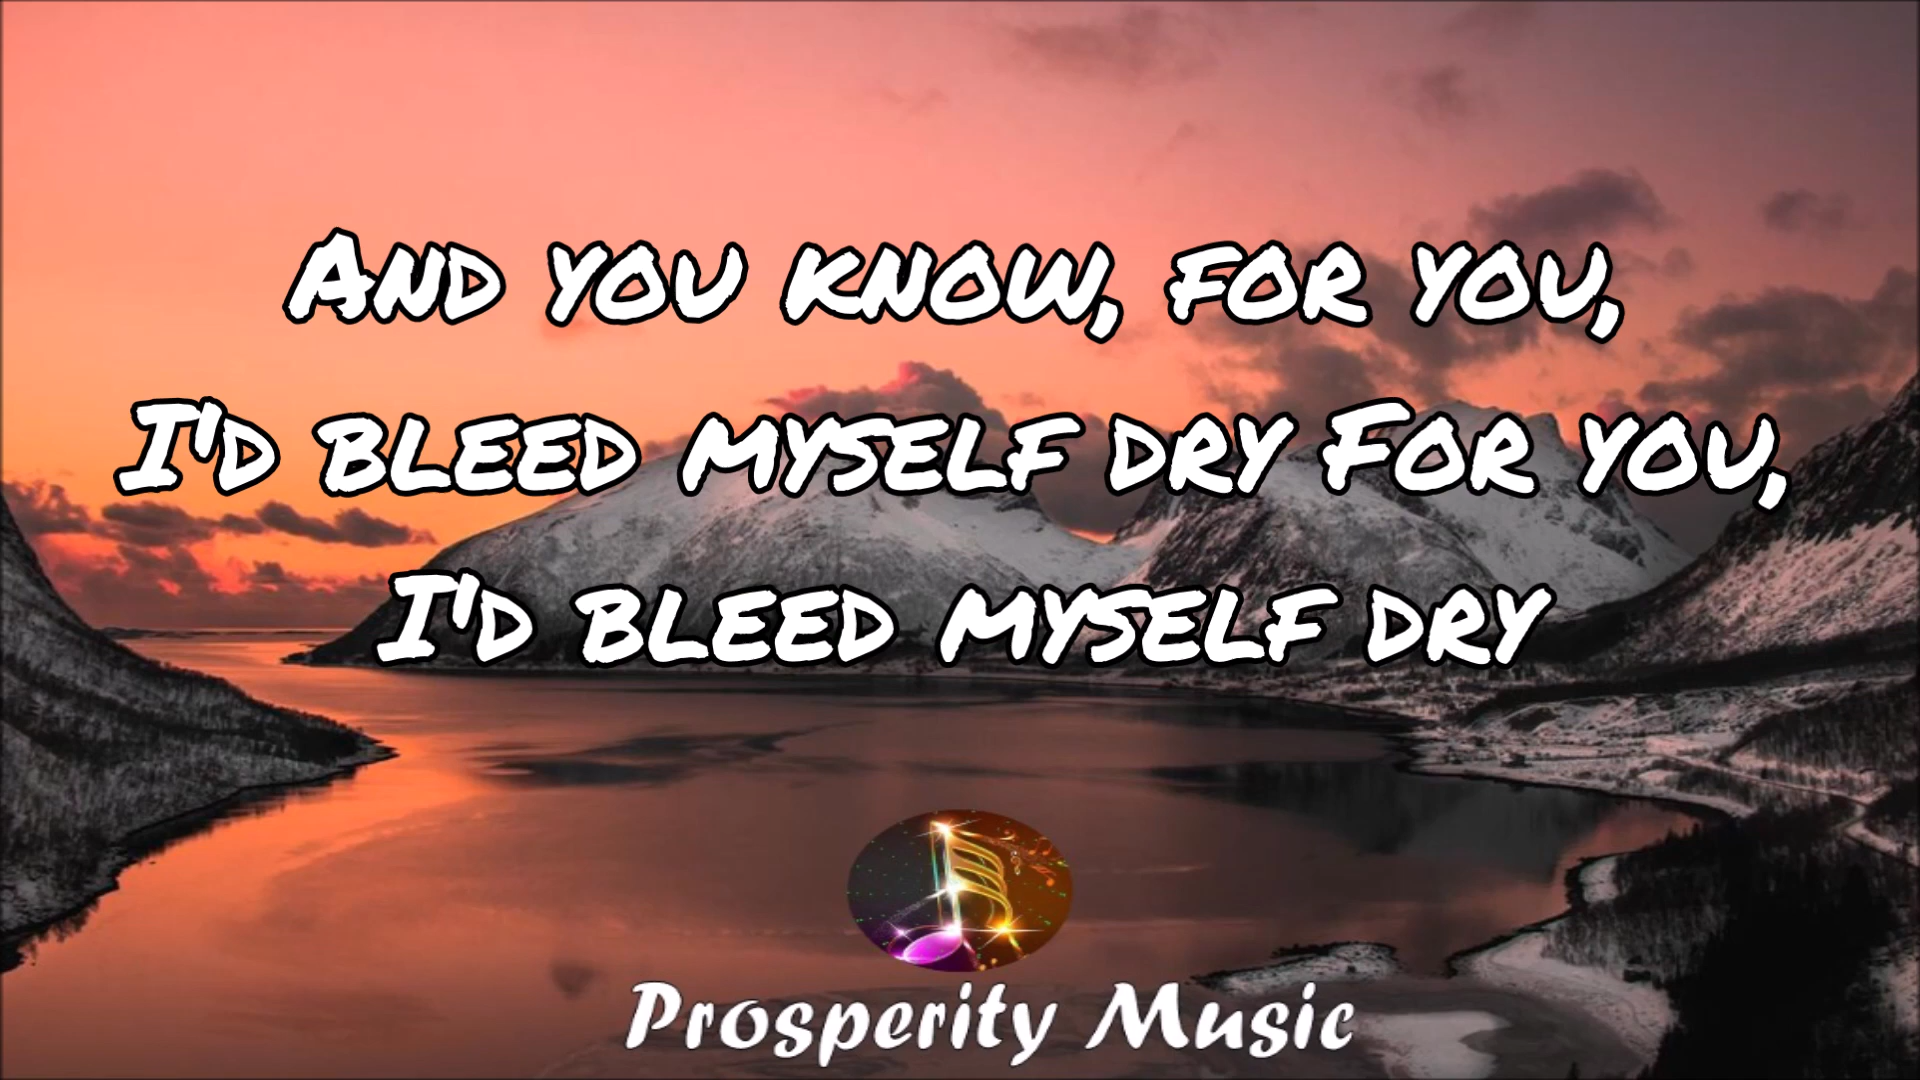 And you know, for you,
I'd bleed myself dry For you,
I'd bleed myself dry
Prosperity Music